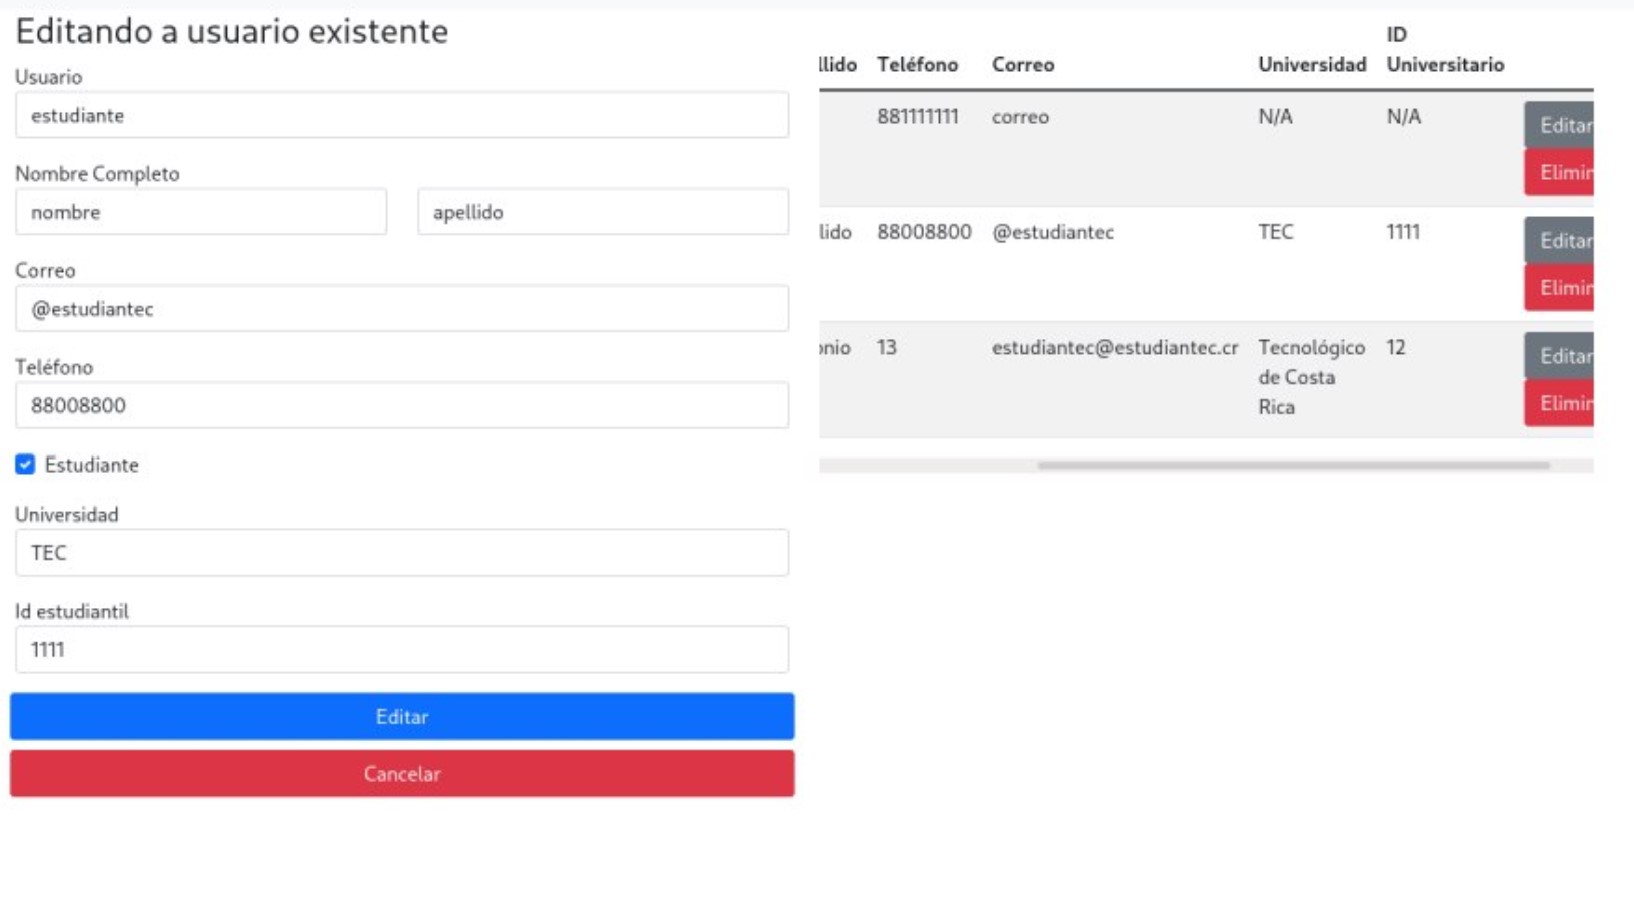 Editando a usuario existente
Usuario
estudiante
Nombre Completo
nombre apellido
Correo
@estudiantec
Teléfono
88008800
Estudiante
Universidad
TEC
Id estudiantil
1111
Editar
Cancelar
llido Teléfono Correo Universidad ID Universitario
881111111 correo N/A N/A Editar
Elimin
lido 88008800 @estudiantec TEC 1111 Editar
Elimin
onio 13 estudiantec@estudiantec.cr Tecnológico 12 Editar
de Costa
Rica
Elimin